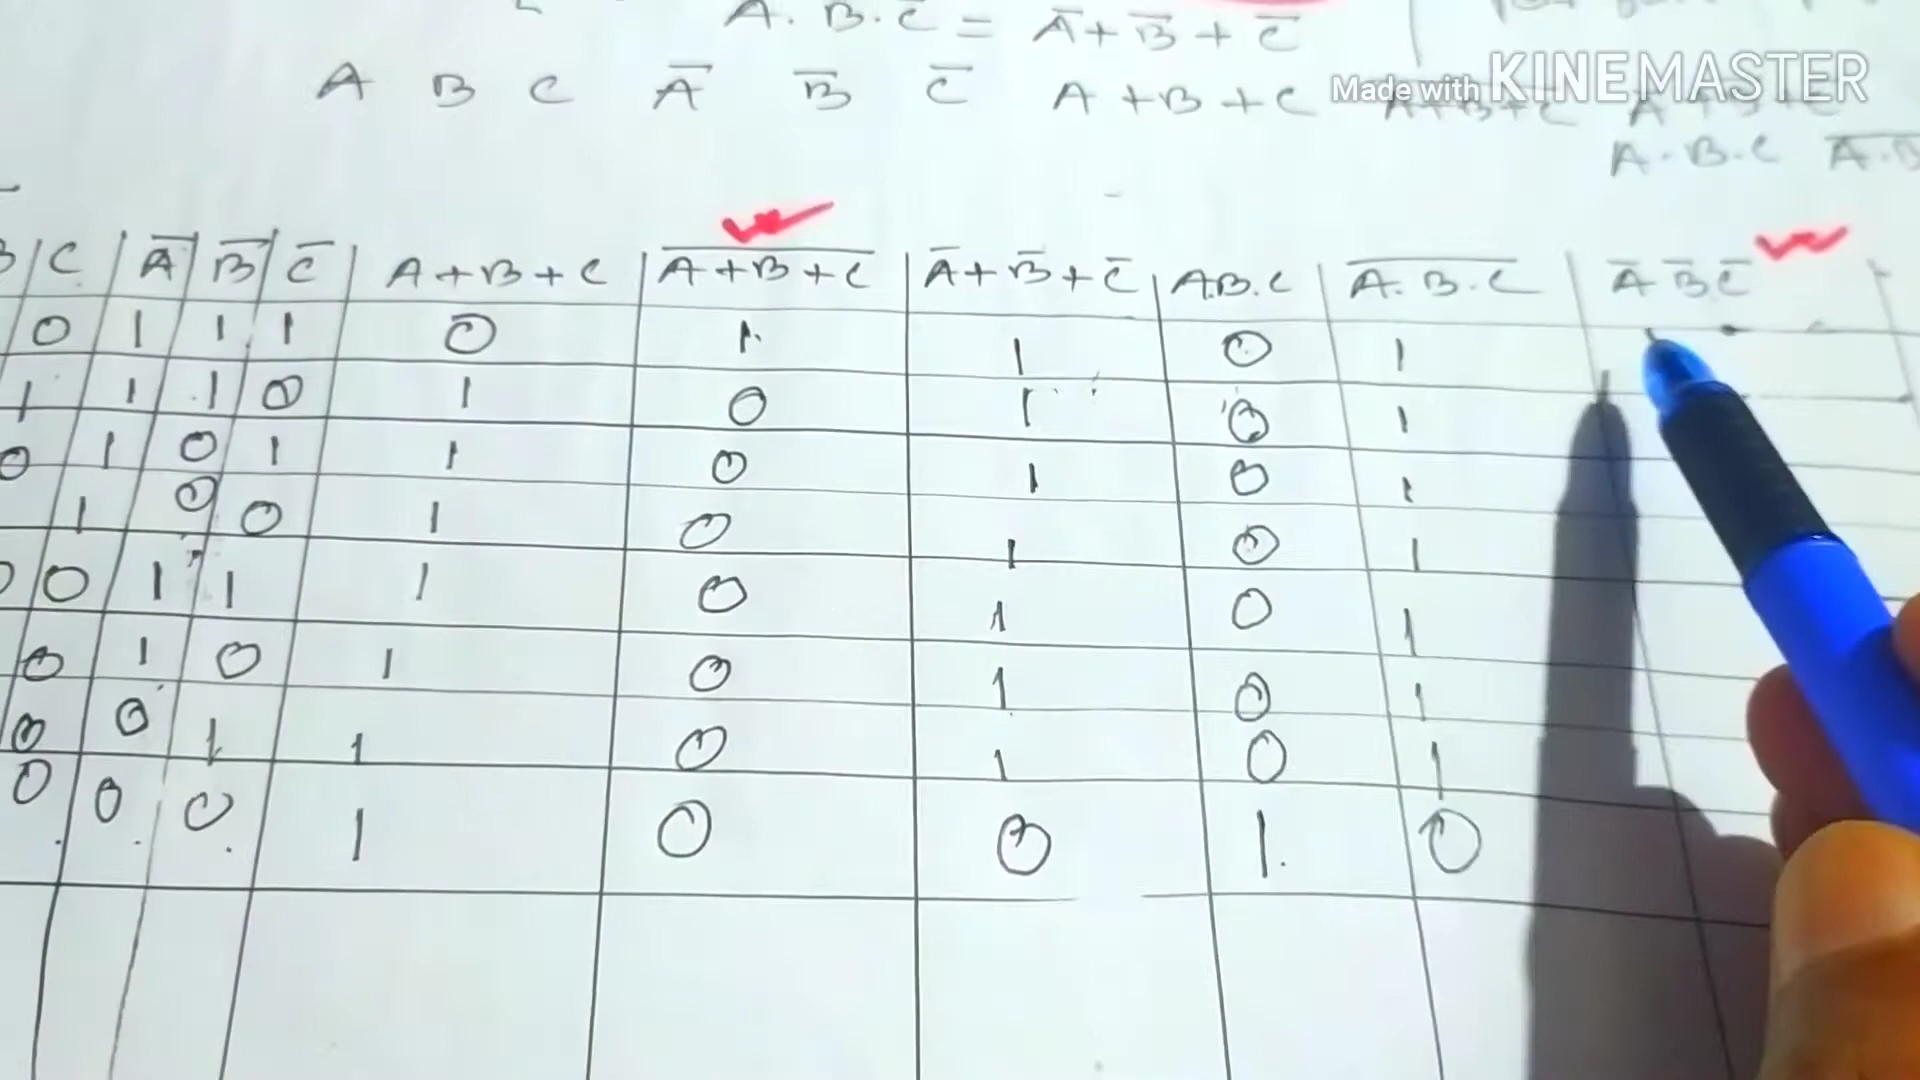 A. B. C̅ = A̅ + B̅ + C̅
A B C A̅ B̅ C̅ A + B + C
Made with KINEMASTER
A . B . C
C A̅ B̅ C̅ A + B + C \overline{A + B + C} A̅ + B̅ + C̅ A.B.C \overline{A. B. C} A̅ B̅ C̅
0 1 1 1 0 1. 1 0 1
1 1 1 0 1 0 1 0 1
0 1 0 1 1 0 1 0 1
1 0 0 1 0 1 0 1
0 1 1 1 0 1 0 1
0 1 0 1 0 1 0 1
0 0 1 1 0 1 0 1
0 0 0 1 0 0 1. 0